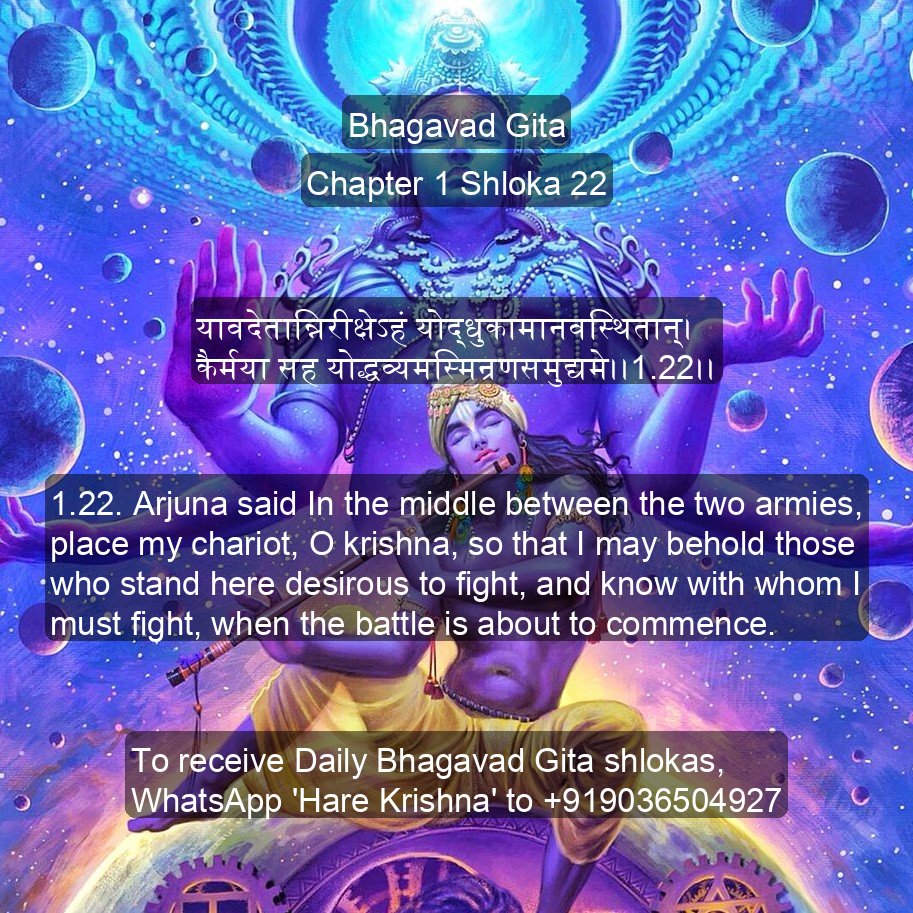 Bhagavad Gita
Chapter 1 Shloka 22
यावदेतान्निरीक्षेऽहं योद्धुकामानवस्थितान्।
कैर्मया सह योद्धव्यमस्मिन्रणसमुद्यमे।।1.22।।
1.22. Arjuna said In the middle between the two armies,
place my chariot, O krishna, so that I may behold those
who stand here desirous to fight, and know with whom I
must fight, when the battle is about to commence.
To receive Daily Bhagavad Gita shlokas,
WhatsApp 'Hare Krishna' to +919036504927